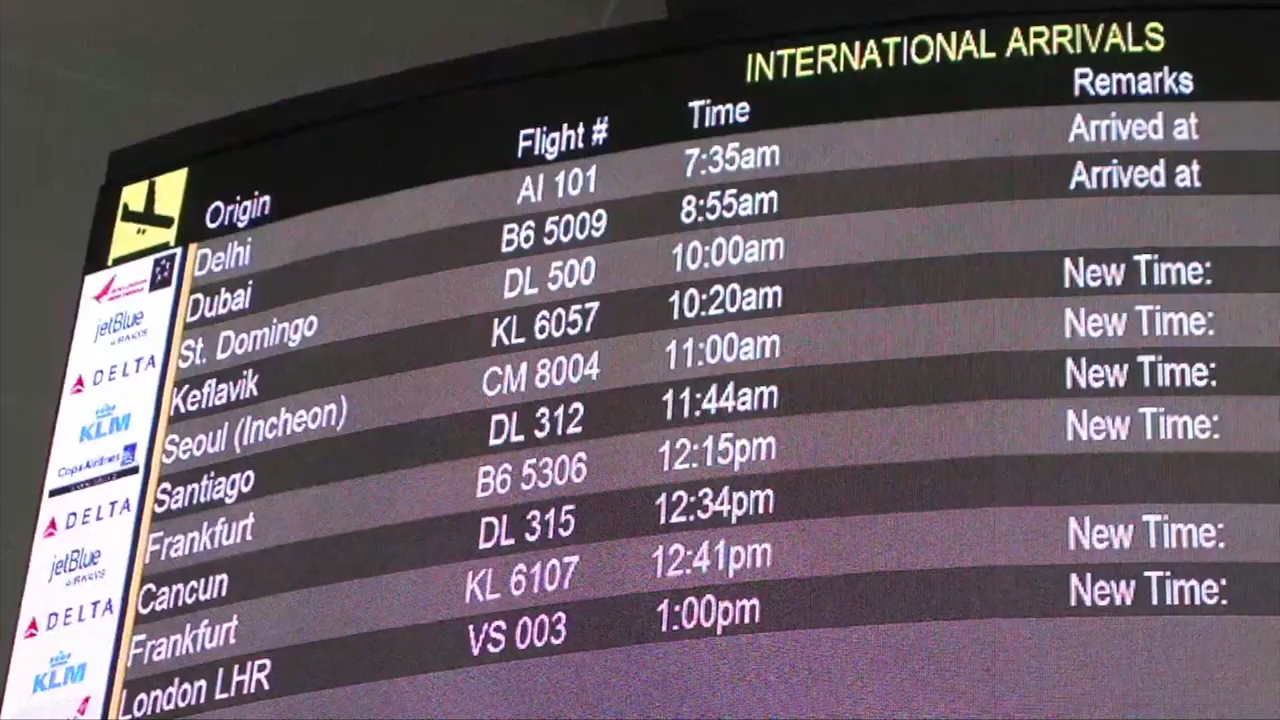 INTERNATIONAL ARRIVALS
Origin Flight # Time Remarks
Delhi AI 101 7:35am Arrived at
jetBlue Dubai B6 5009 8:55am Arrived at
DELTA St. Domingo DL 500 10:00am
KLM Keflavik KL 6057 10:20am New Time:
CopaAirlines Seoul (Incheon) CM 8004 11:00am New Time:
DELTA Santiago DL 312 11:44am New Time:
jetBlue Frankfurt B6 5306 12:15pm New Time:
DELTA Cancun DL 315 12:34pm
KLM Frankfurt KL 6107 12:41pm New Time:
London LHR VS 003 1:00pm New Time: